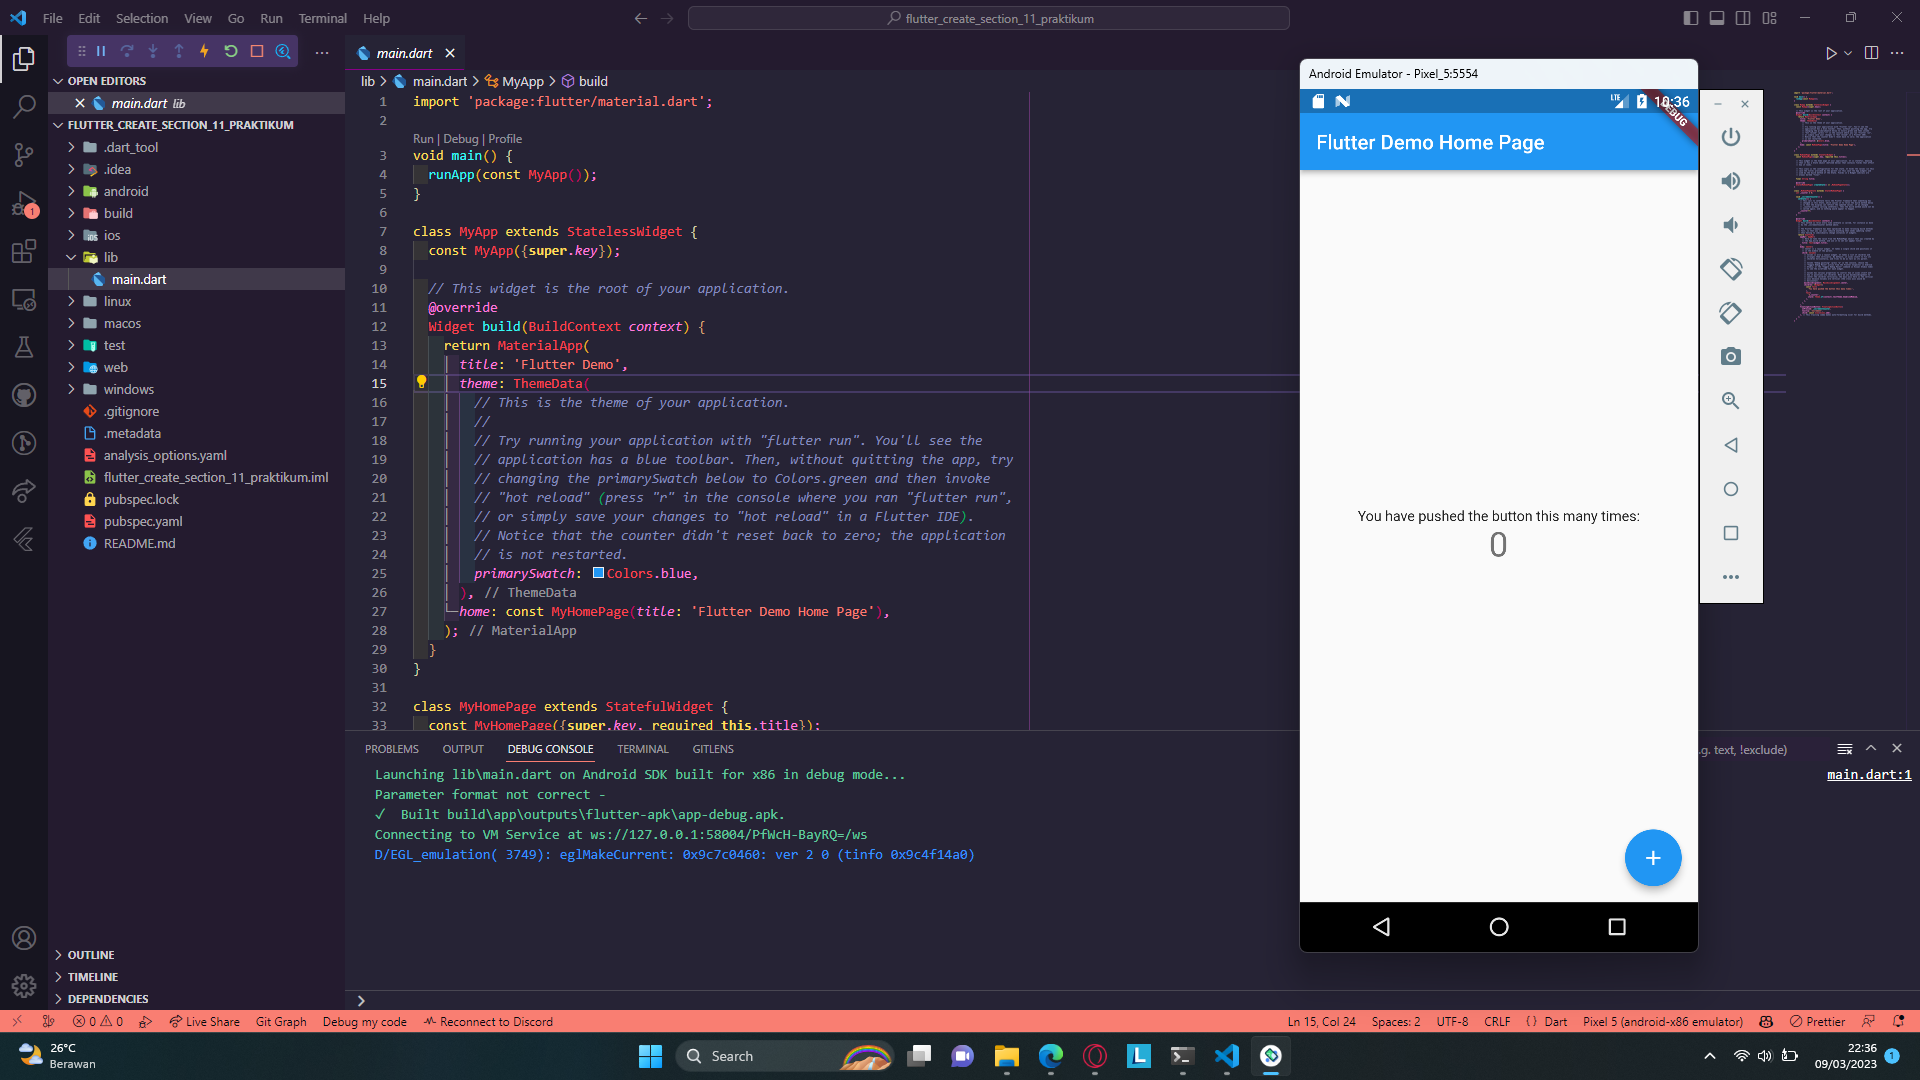 File Edit Selection View Go Run Terminal Help
flutter_create_section_11_praktikum
OPEN EDITORS
main.dart lib
FLUTTER_CREATE_SECTION_11_PRAKTIKUM
.dart_tool
.idea
android
build
ios
lib
main.dart
linux
macos
test
web
windows
.gitignore
.metadata
analysis_options.yaml
flutter_create_section_11_praktikum.iml
pubspec.lock
pubspec.yaml
README.md
OUTLINE
TIMELINE
DEPENDENCIES
1
main.dart
lib > main.dart > MyApp > build
1 import 'package:flutter/material.dart';
2
Run | Debug | Profile
3 void main() {
4 runApp(const MyApp());
5 }
6
7 class MyApp extends StatelessWidget {
8 const MyApp({super.key});
9
10 // This widget is the root of your application.
11 @override
12 Widget build(BuildContext context) {
13 return MaterialApp(
14 title: 'Flutter Demo',
15 theme: ThemeData(
16 // This is the theme of your application.
17 //
18 // Try running your application with "flutter run". You'll see the
19 // application has a blue toolbar. Then, without quitting the app, try
20 // changing the primarySwatch below to Colors.green and then invoke
21 // "hot reload" (press "r" in the console where you ran "flutter run",
22 // or simply save your changes to "hot reload" in a Flutter IDE).
23 // Notice that the counter didn't reset back to zero; the application
24 // is not restarted.
25 primarySwatch: Colors.blue,
26 ), // ThemeData
27 home: const MyHomePage(title: 'Flutter Demo Home Page'),
28 ); // MaterialApp
29 }
30 }
31
32 class MyHomePage extends StatefulWidget {
33 const MyHomePage({super.key, required this.title});
PROBLEMS OUTPUT DEBUG CONSOLE TERMINAL GITLENS
.g. text, !exclude)
Launching lib\main.dart on Android SDK built for x86 in debug mode...
main.dart:1
Parameter format not correct -
✓ Built build\app\outputs\flutter-apk\app-debug.apk.
Connecting to VM Service at ws://127.0.0.1:58004/PfWcH-BayRQ=/ws
D/EGL_emulation( 3749): eglMakeCurrent: 0x9c7c0460: ver 2 0 (tinfo 0x9c4f14a0)
Android Emulator - Pixel_5:5554
LTE 10:36
DEBUG
Flutter Demo Home Page
You have pushed the button this many times:
0
0 0 Live Share Git Graph Debug my code Reconnect to Discord
Ln 15, Col 24 Spaces: 2 UTF-8 CRLF { } Dart Pixel 5 (android-x86 emulator) Prettier
26°C
Berawan
Search
L
22:36
09/03/2023
1